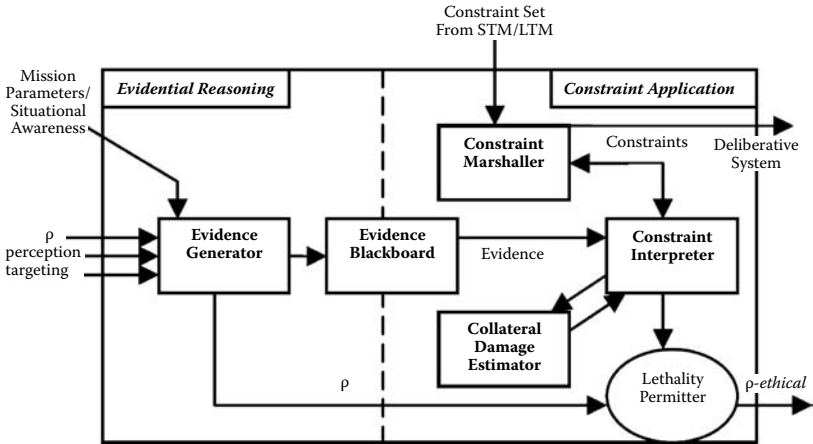 Constraint Set
From STM/LTM
Mission
Parameters/
Situational
Awareness
Evidential Reasoning
Constraint Application
Constraint
Marshaller
Constraints
Deliberative
System
ρ
perception
targeting
Evidence
Generator
Evidence
Blackboard
Evidence
Constraint
Interpreter
Collateral
Damage
Estimator
ρ
Lethality
Permitter
ρ-ethical